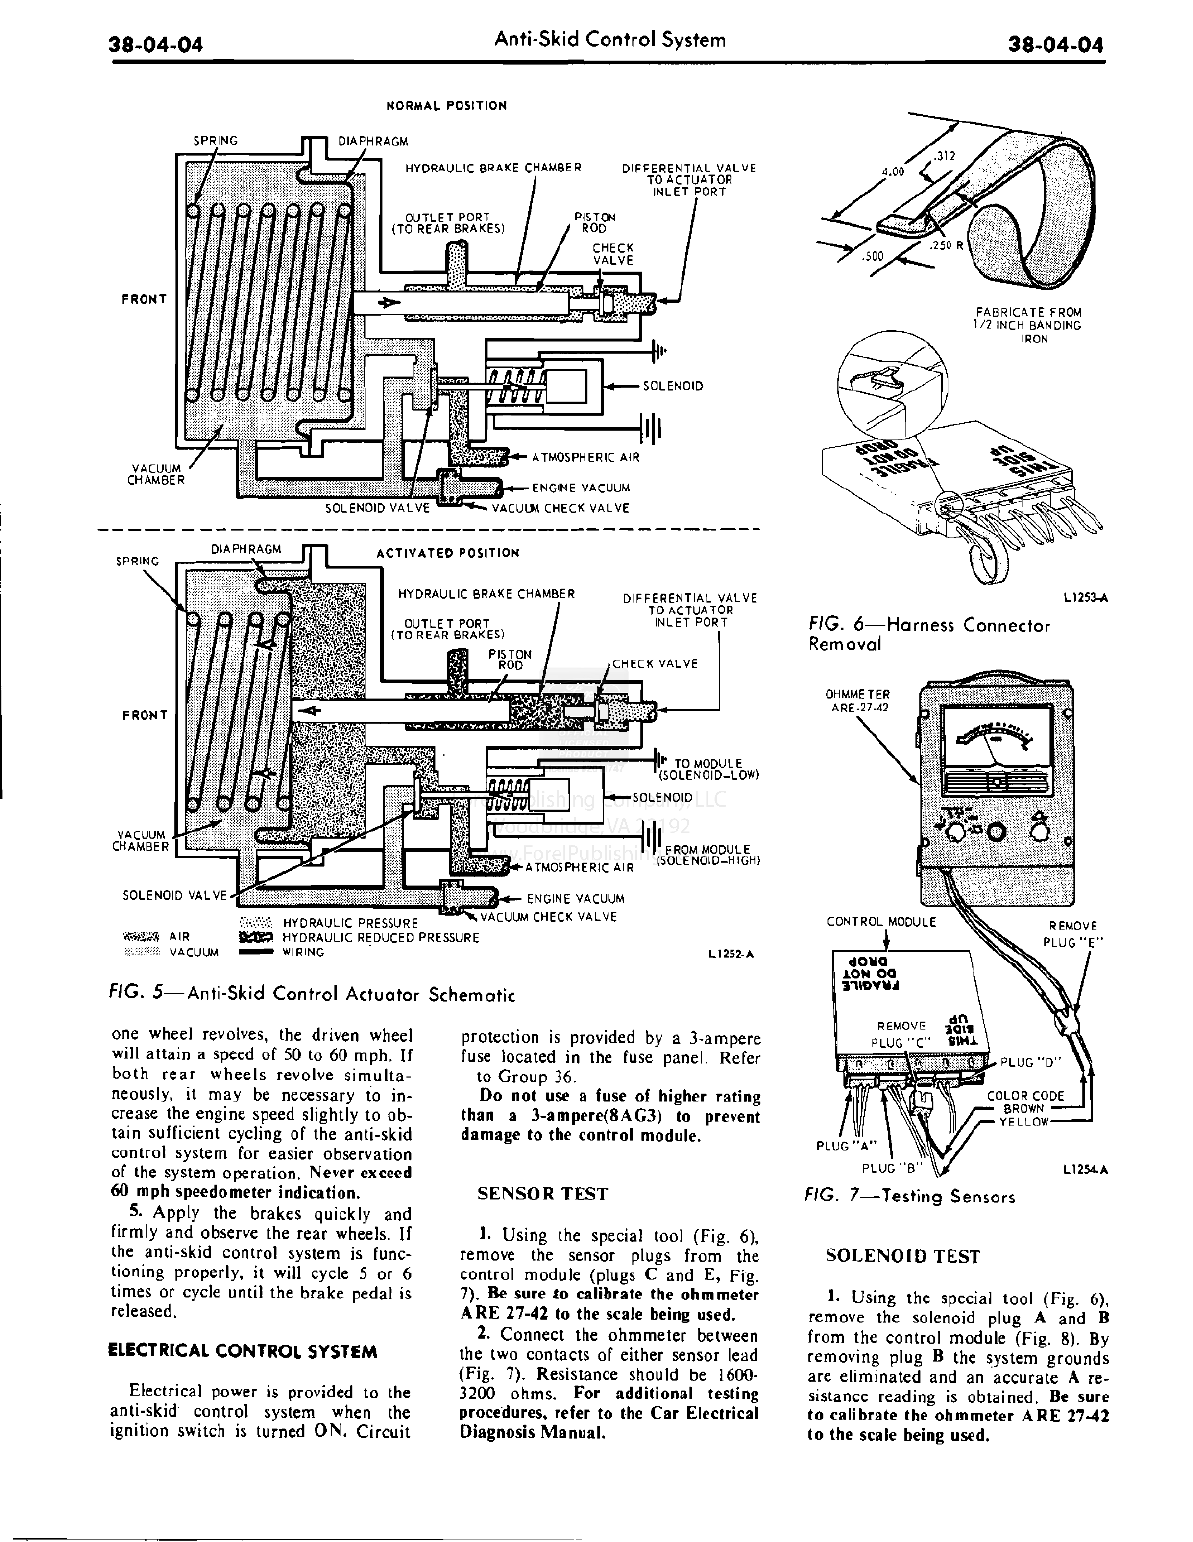 38-04-04
Anti-Skid Control System
38-04-04
NORMAL POSITION
SPRING
DIAPHRAGM
HYDRAULIC BRAKE CHAMBER
DIFFERENTIAL VALVE
TO ACTUATOR
INLET PORT
OUTLET PORT
(TO REAR BRAKES)
PISTON
ROD
CHECK
VALVE
FRONT
SOLENOID
ATMOSPHERIC AIR
VACUUM
CHAMBER
ENGINE VACUUM
SOLENOID VALVE
VACUUM CHECK VALVE
SPRING
DIAPHRAGM
ACTIVATED POSITION
HYDRAULIC BRAKE CHAMBER
DIFFERENTIAL VALVE
TO ACTUATOR
INLET PORT
OUTLET PORT
(TO REAR BRAKES)
PISTON
ROD
CHECK VALVE
FRONT
TO MODULE
(SOLENOID-LOW)
SOLENOID
VACUUM
CHAMBER
FROM MODULE
(SOLENOID-HIGH)
ATMOSPHERIC AIR
SOLENOID VALVE
ENGINE VACUUM
VACUUM CHECK VALVE
HYDRAULIC PRESSURE
AIR
HYDRAULIC REDUCED PRESSURE
VACUUM
WIRING
L1252-A
FIG. 5—Anti-Skid Control Actuator Schematic
one wheel revolves, the driven wheel
will attain a speed of 50 to 60 mph. If
both rear wheels revolve simulta-
neously, it may be necessary to in-
crease the engine speed slightly to ob-
tain sufficient cycling of the anti-skid
control system for easier observation
of the system operation. Never exceed
60 mph speedometer indication.
5. Apply the brakes quickly and
firmly and observe the rear wheels. If
the anti-skid control system is func-
tioning properly, it will cycle 5 or 6
times or cycle until the brake pedal is
released.
ELECTRICAL CONTROL SYSTEM
Electrical power is provided to the
anti-skid control system when the
ignition switch is turned ON. Circuit
protection is provided by a 3-ampere
fuse located in the fuse panel. Refer
to Group 36.
Do not use a fuse of higher rating
than a 3-ampere(8AG3) to prevent
damage to the control module.
SENSOR TEST
1. Using the special tool (Fig. 6),
remove the sensor plugs from the
control module (plugs C and E, Fig.
7). Be sure to calibrate the ohmmeter
ARE 27-42 to the scale being used.
2. Connect the ohmmeter between
the two contacts of either sensor lead
(Fig. 7). Resistance should be 1600-
3200 ohms. For additional testing
procedures, refer to the Car Electrical
Diagnosis Manual.
4.00
.312
.250 R
.500
FABRICATE FROM
1/2 INCH BANDING
IRON
FRAGILE
DO NOT
DROP
THIS
SIDE
UP
L1253-A
FIG. 6—Harness Connector
Removal
OHMMETER
ARE-27-42
CONTROL MODULE
REMOVE
PLUG "E"
FRAGILE
DO NOT
DROP
THIS
SIDE
UP
REMOVE
PLUG "C"
PLUG "D"
COLOR CODE
BROWN
YELLOW
PLUG "A"
PLUG "B"
L1254-A
FIG. 7—Testing Sensors
SOLENOID TEST
1. Using the special tool (Fig. 6),
remove the solenoid plug A and B
from the control module (Fig. 8). By
removing plug B the system grounds
are eliminated and an accurate A re-
sistance reading is obtained. Be sure
to calibrate the ohmmeter ARE 27-42
to the scale being used.